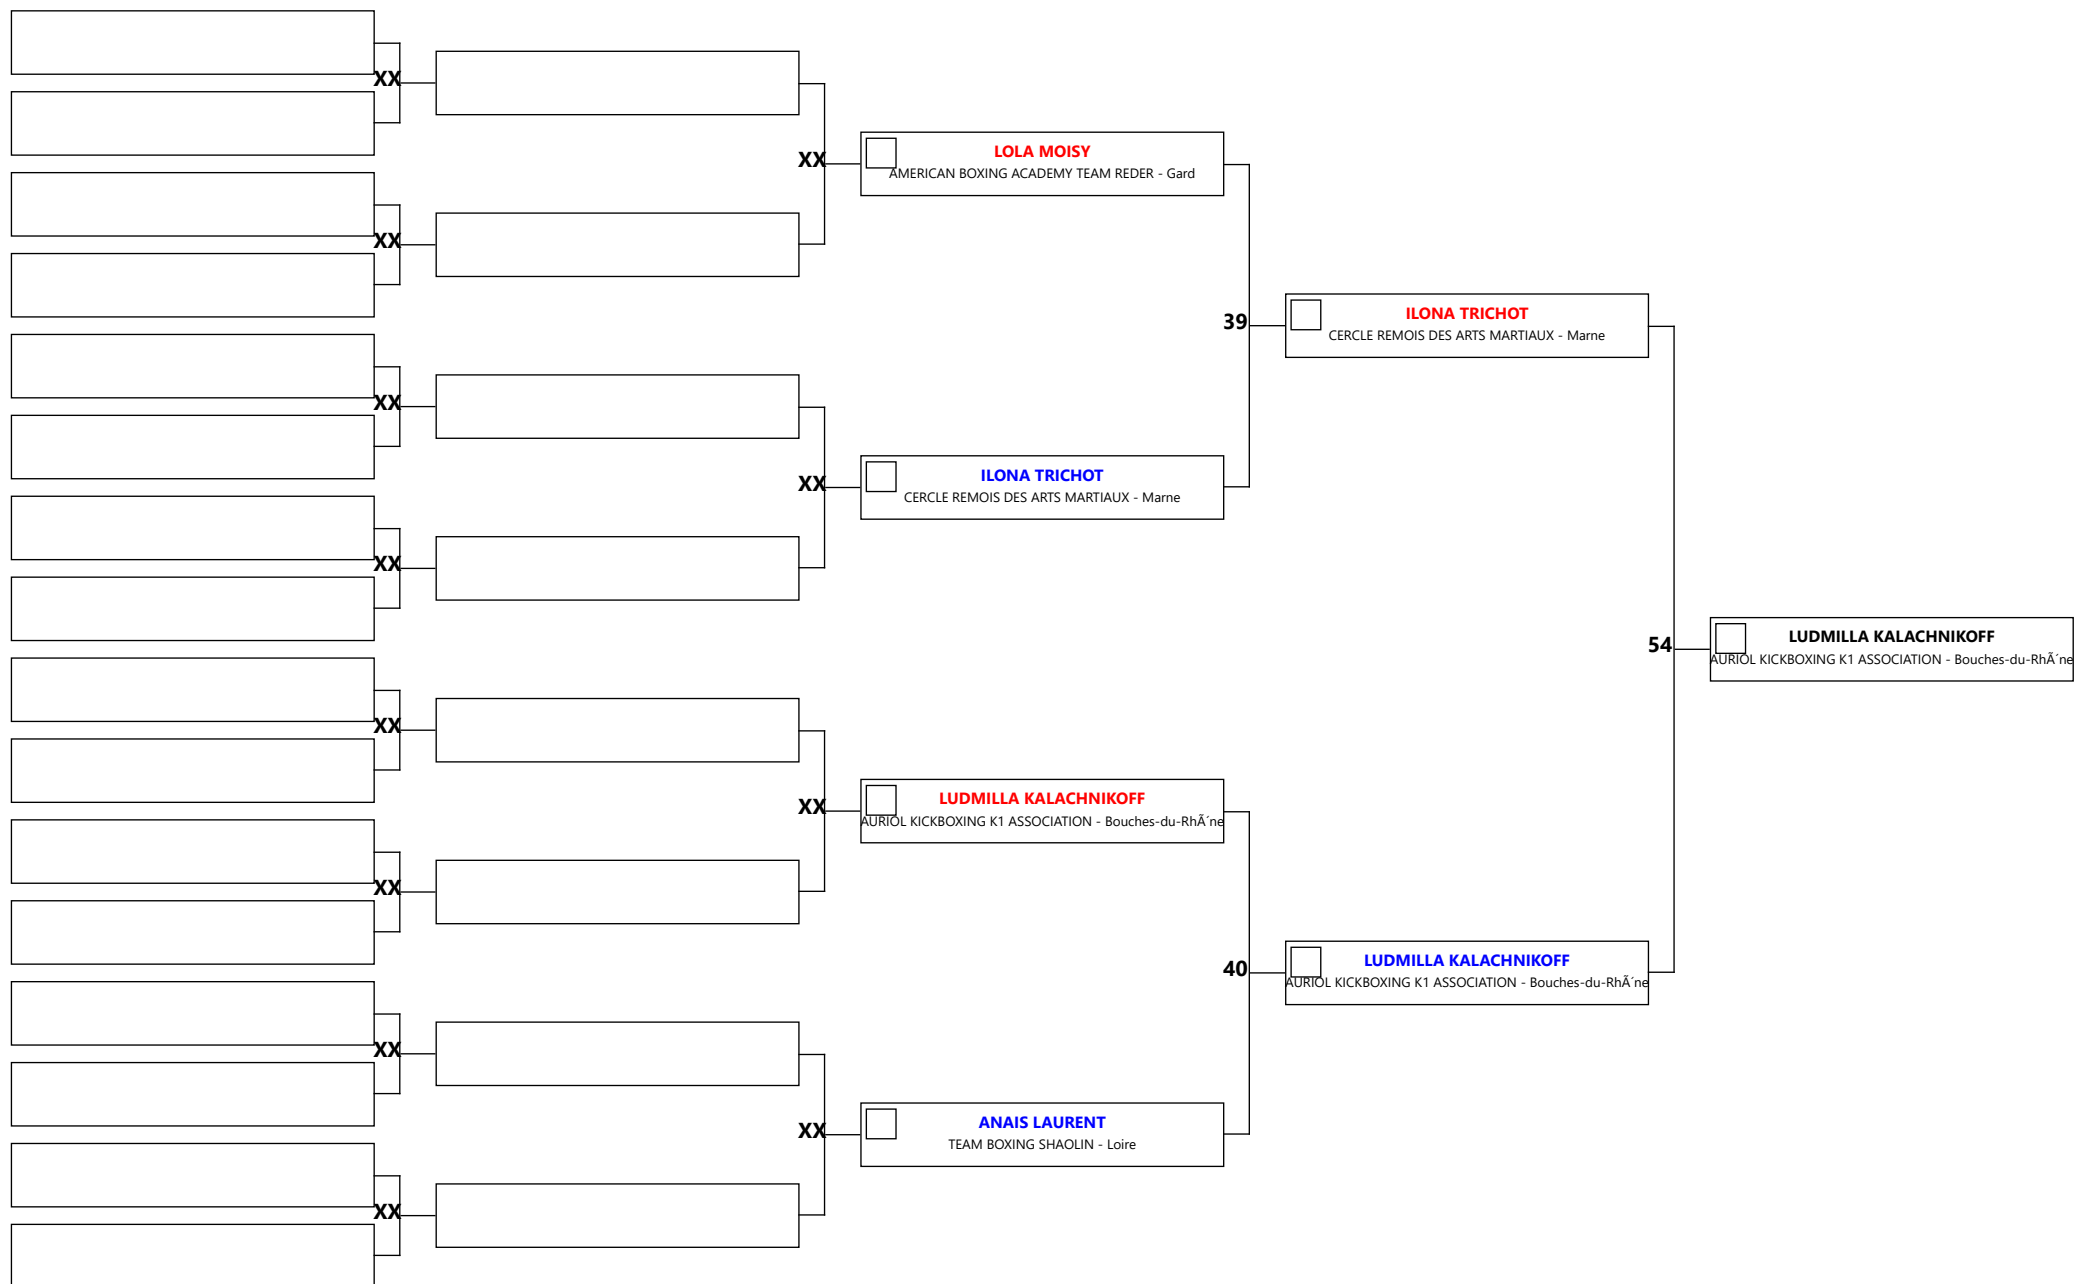 XX
XX
LOLA MOISY
AMERICAN BOXING ACADEMY TEAM REDER - Gard
XX
XX
39
ILONA TRICHOT
CERCLE REMOIS DES ARTS MARTIAUX - Marne
XX
ILONA TRICHOT
CERCLE REMOIS DES ARTS MARTIAUX - Marne
XX
XX
54
LUDMILLA KALACHNIKOFF
AURIOL KICKBOXING K1 ASSOCIATION - Bouches-du-RhÃ´ne
XX
LUDMILLA KALACHNIKOFF
AURIOL KICKBOXING K1 ASSOCIATION - Bouches-du-RhÃ´ne
XX
XX
40
LUDMILLA KALACHNIKOFF
AURIOL KICKBOXING K1 ASSOCIATION - Bouches-du-RhÃ´ne
XX
ANAIS LAURENT
TEAM BOXING SHAOLIN - Loire
XX
XX